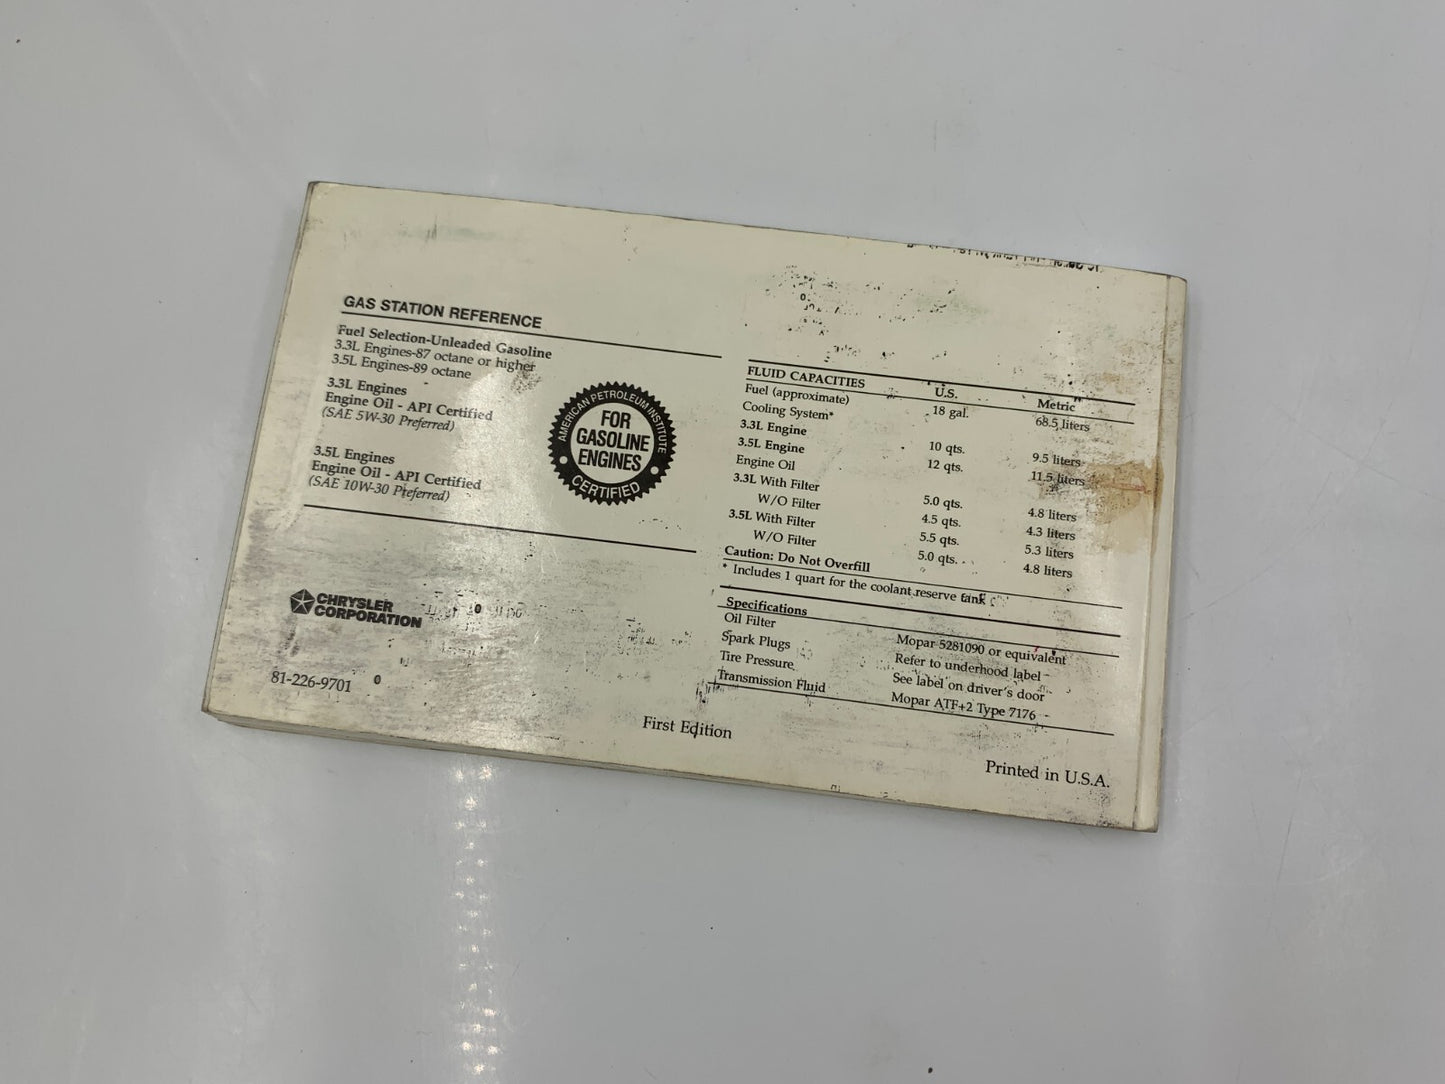 GAS STATION REFERENCE
Fuel Selection-Unleaded Gasoline
3.3L Engines-87 octane or higher
3.5L Engines-89 octane
3.3L Engines
Engine Oil - API Certified
(SAE 5W-30 Preferred)
3.5L Engines
Engine Oil - API Certified
(SAE 10W-30 Preferred)
AMERICAN PETROLEUM INSTITUTE
FOR
GASOLINE
ENGINES
CERTIFIED
CHRYSLER
CORPORATION
81-226-9701
First Edition
FLUID CAPACITIES U.S. Metric
Fuel (approximate) 18 gal. 68.5 liters
Cooling System*
3.3L Engine 10 qts. 9.5 liters
3.5L Engine 12 qts. 11.5 liters
Engine Oil
3.3L With Filter 5.0 qts. 4.8 liters
W/O Filter 4.5 qts. 4.3 liters
3.5L With Filter 5.5 qts. 5.3 liters
W/O Filter 5.0 qts. 4.8 liters
Caution: Do Not Overfill
* Includes 1 quart for the coolant reserve tank
Specifications
Oil Filter Mopar 5281090 or equivalent
Spark Plugs Refer to underhood label
Tire Pressure See label on driver's door
Transmission Fluid Mopar ATF+2 Type 7176
Printed in U.S.A.